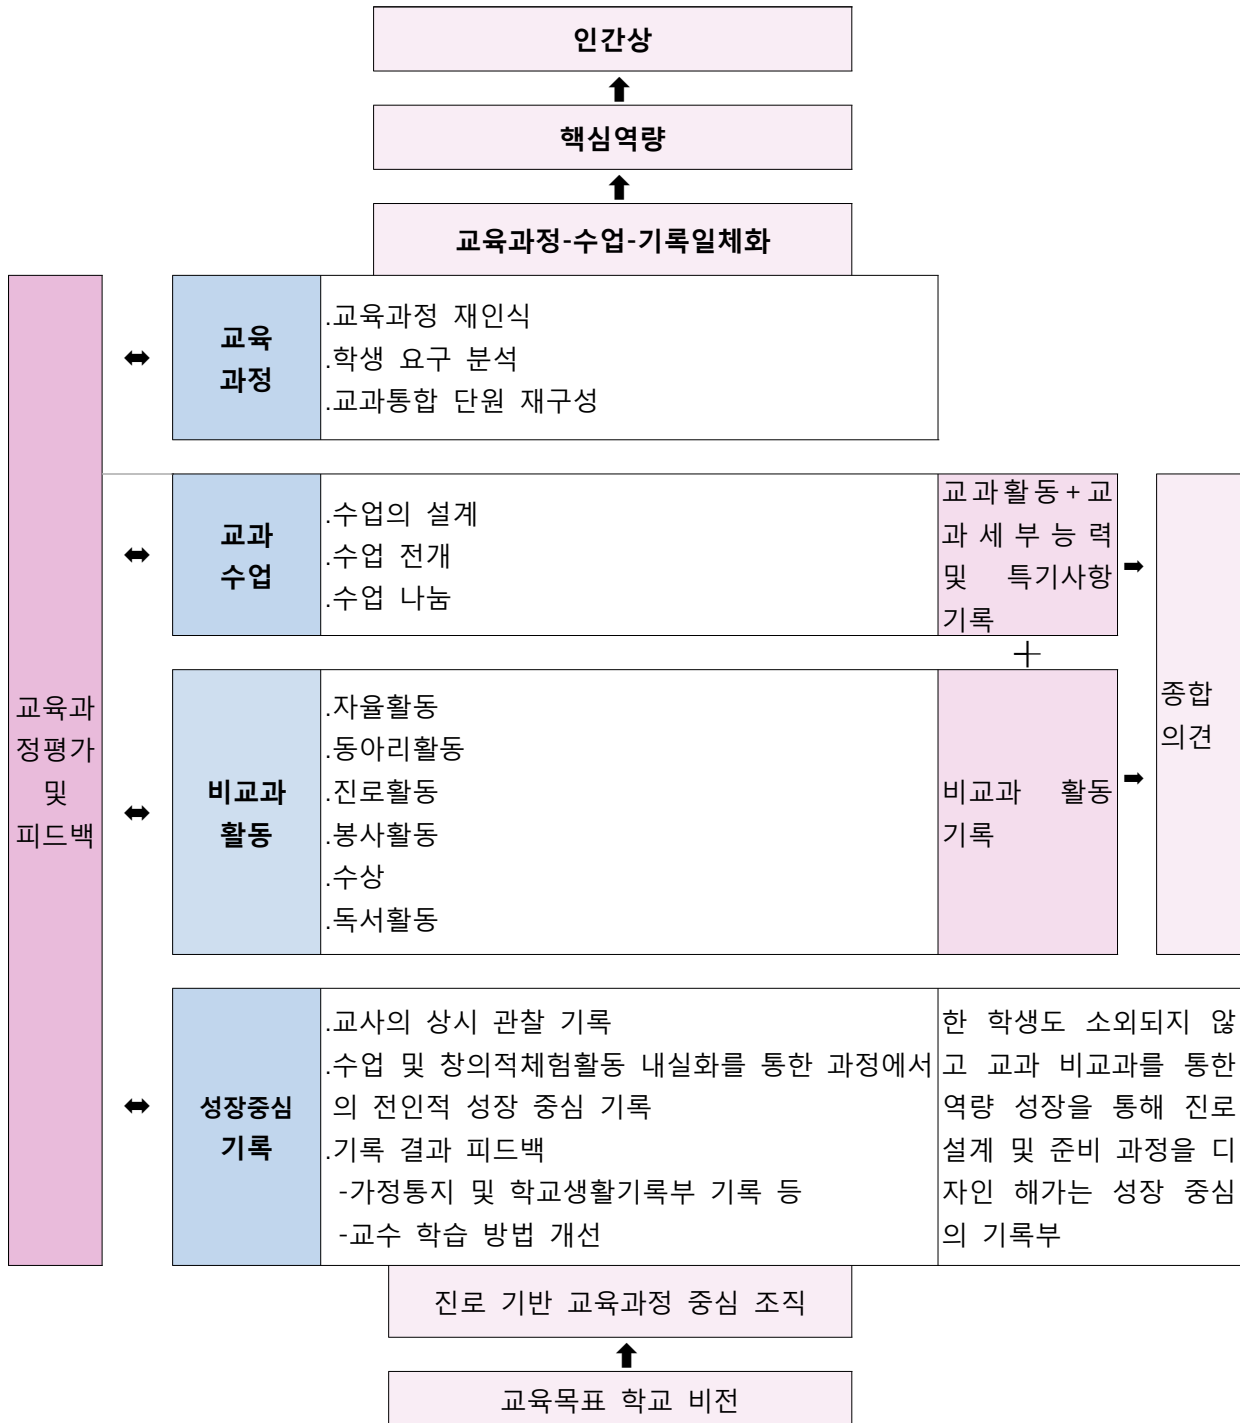 인간상
핵심역량
교육과정-수업-기록일체화
교육과
정평가
및
피드백
교육
과정
.교육과정 재인식
.학생 요구 분석
.교과통합 단원 재구성
교과
수업
.수업의 설계
.수업 전개
.수업 나눔
교과활동+교
과세부능력
및 특기사항
기록
+
비교과
활동
.자율활동
.동아리활동
.진로활동
.봉사활동
.수상
.독서활동
비교과 활동
기록
종합
의견
성장중심
기록
.교사의 상시 관찰 기록
.수업 및 창의적체험활동 내실화를 통한 과정에서
의 전인적 성장 중심 기록
.기록 결과 피드백
-가정통지 및 학교생활기록부 기록 등
-교수 학습 방법 개선
한 학생도 소외되지 않
고 교과 비교과를 통한
역량 성장을 통해 진로
설계 및 준비 과정을 디
자인 해가는 성장 중심
의 기록부
진로 기반 교육과정 중심 조직
교육목표 학교 비전